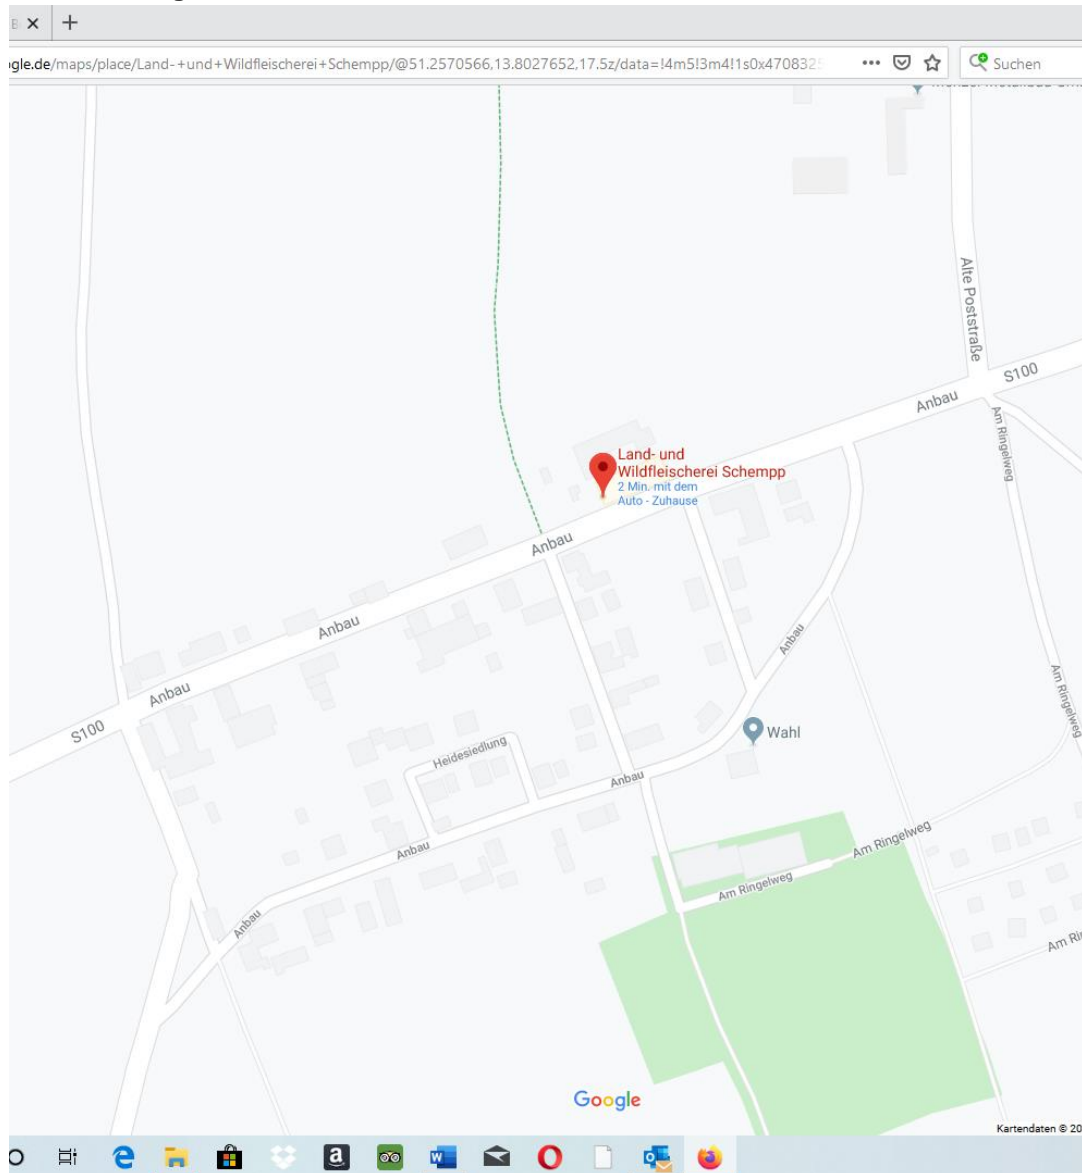 ogle.de/maps/place/Land-+und+Wildfleischerei+Schempp/@51.2570566,13.8027652,17.5z/data=!4m5!3m4!1s0x4708325
Suchen
Alte Poststraße
S100
Anbau
Am Ringelweg
Land- und
Wildfleischerei Schempp
2 Min. mit dem
Auto - Zuhause
Anbau
Anbau
Anbau
Anbau
Am Ringelweg
S100
Wahl
Heidesiedlung
Anbau
Anbau
Am Ringelweg
Am Ringelweg
Anbau
Am Ri
Google
Kartendaten © 20